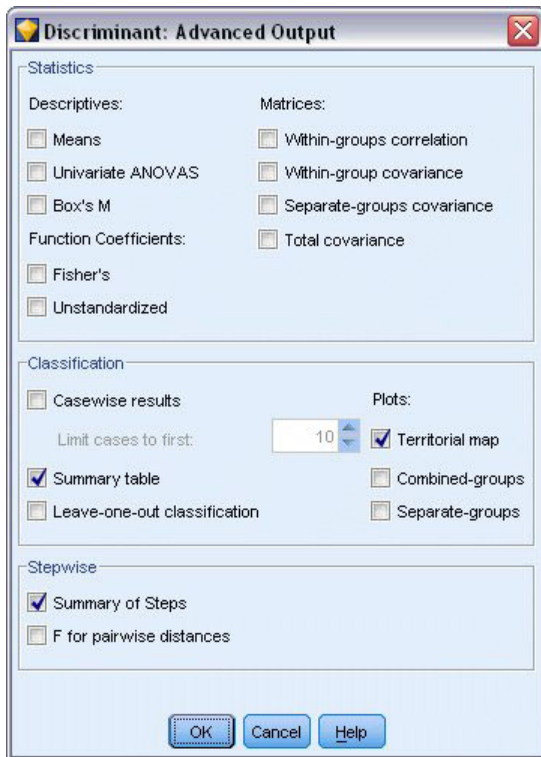 Discriminant: Advanced Output
Statistics
Descriptives:
Means
Univariate ANOVAS
Box's M
Function Coefficients:
Fisher's
Unstandardized
Matrices:
Within-groups correlation
Within-group covariance
Separate-groups covariance
Total covariance
Classification
Casewise results
Limit cases to first: 10
Summary table
Leave-one-out classification
Plots:
Territorial map
Combined-groups
Separate-groups
Stepwise
Summary of Steps
F for pairwise distances
OK Cancel Help